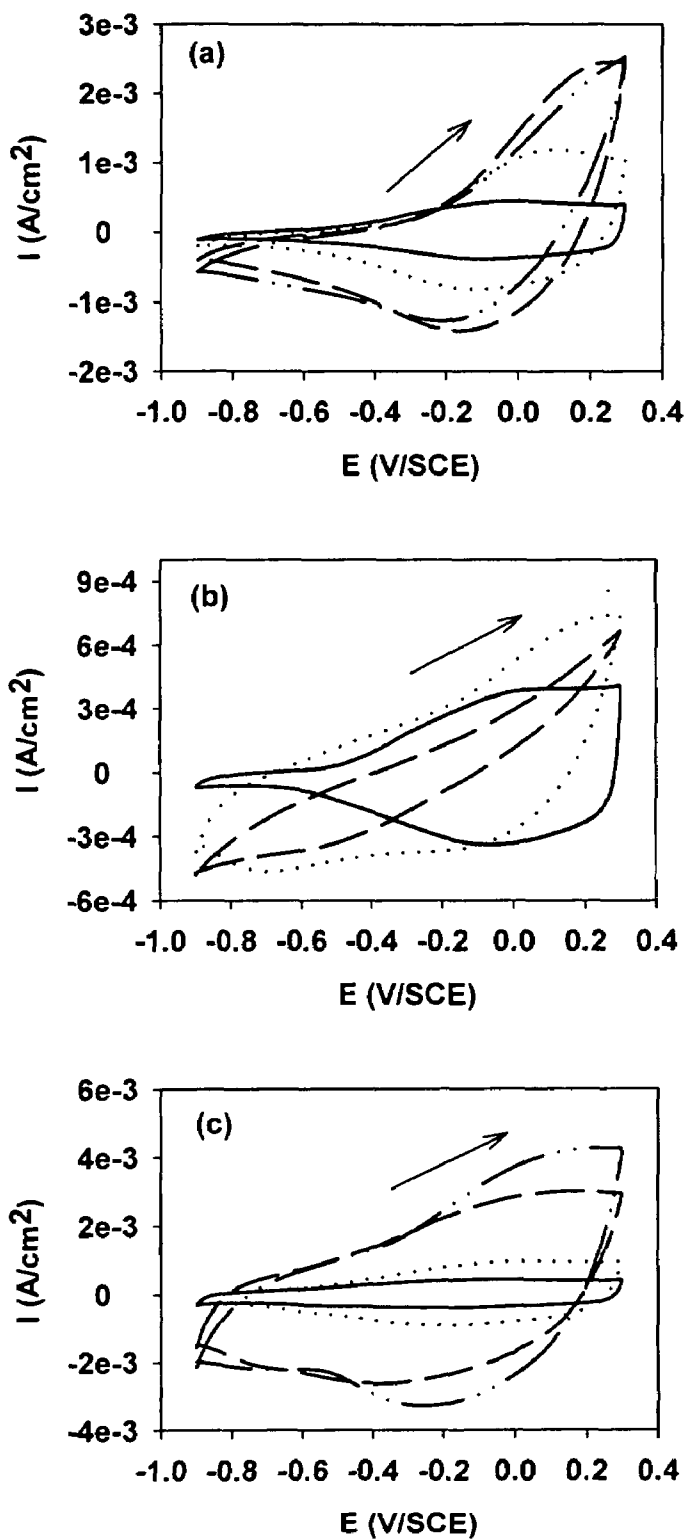 (a)
I (A/cm2)
3e-3
2e-3
1e-3
0
-1e-3
-2e-3
-1.0 -0.8 -0.6 -0.4 -0.2 0.0 0.2 0.4
E (V/SCE)
(b)
I (A/cm2)
9e-4
6e-4
3e-4
0
-3e-4
-6e-4
-1.0 -0.8 -0.6 -0.4 -0.2 0.0 0.2 0.4
E (V/SCE)
(c)
I (A/cm2)
6e-3
4e-3
2e-3
0
-2e-3
-4e-3
-1.0 -0.8 -0.6 -0.4 -0.2 0.0 0.2 0.4
E (V/SCE)